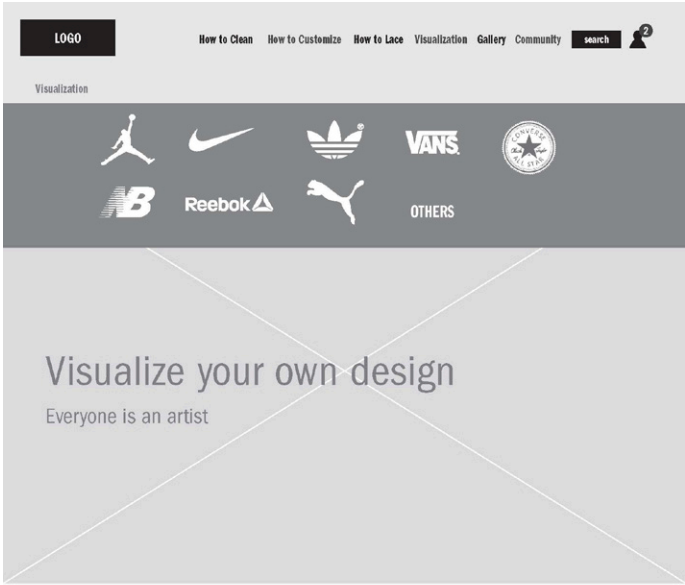 LOGO
How to Clean How to Customize How to Lace Visualization Gallery Community search 2
Visualization
VANS
CONVERSE
ALL STAR
NB
Reebok
OTHERS
Visualize your own design
Everyone is an artist